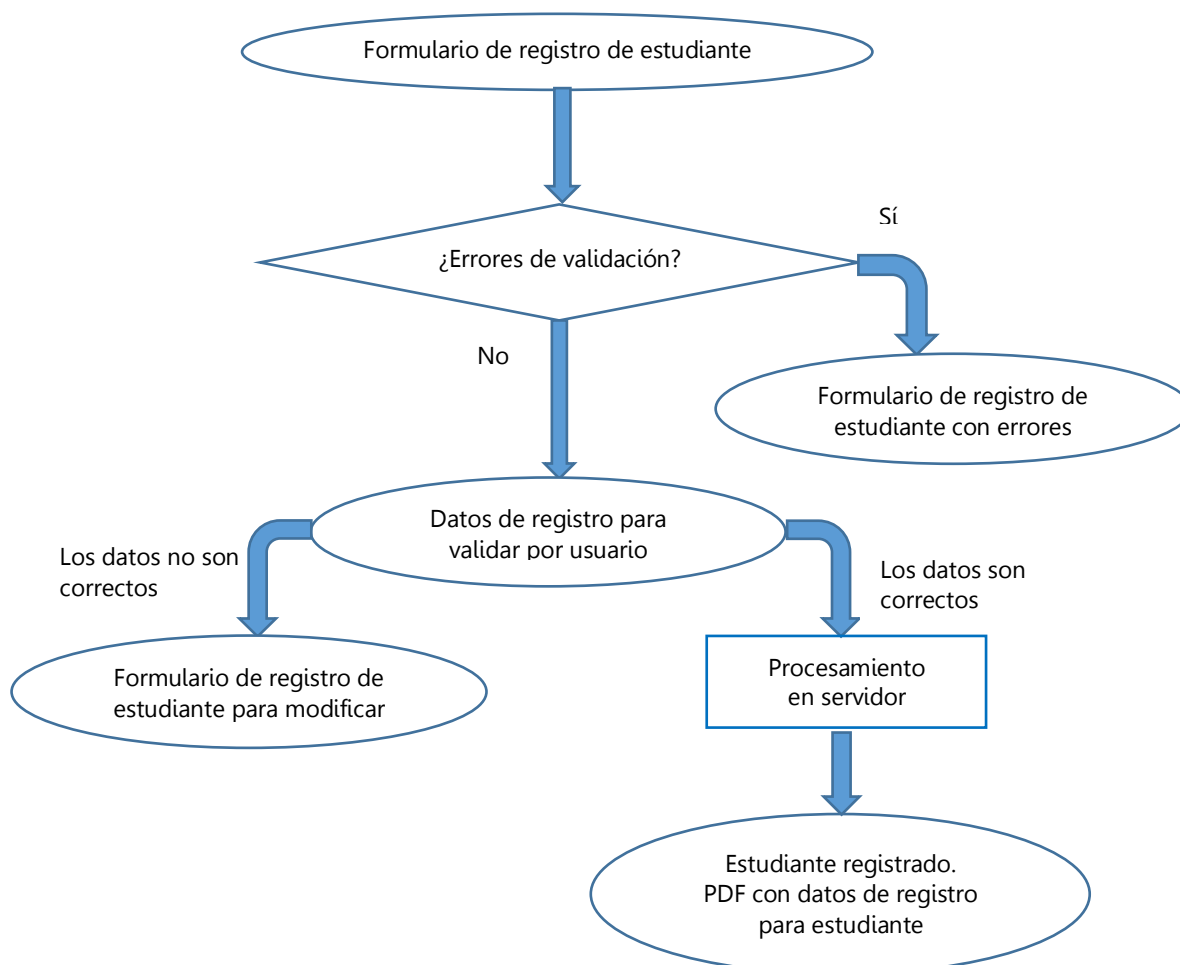 Formulario de registro de estudiante
Sí
¿Errores de validación?
No
Formulario de registro de
estudiante con errores
Datos de registro para
validar por usuario
Los datos no son
correctos
Los datos son
correctos
Formulario de registro de
estudiante para modificar
Procesamiento
en servidor
Estudiante registrado.
PDF con datos de registro
para estudiante